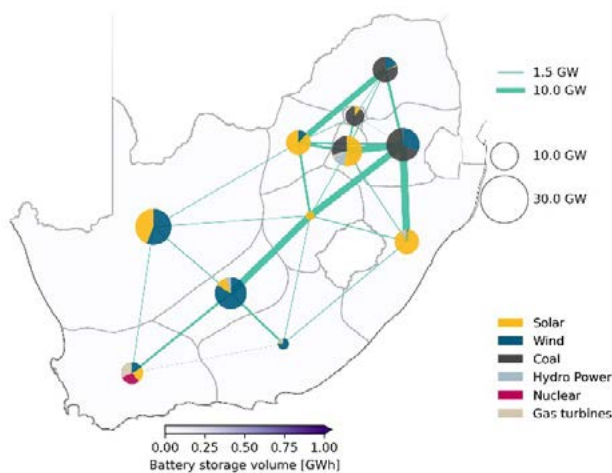 1.5 GW
10.0 GW
10.0 GW
30.0 GW
Solar
Wind
Coal
Hydro Power
Nuclear
Gas turbines
0.00 0.25 0.50 0.75 1.00
Battery storage volume [GWh]